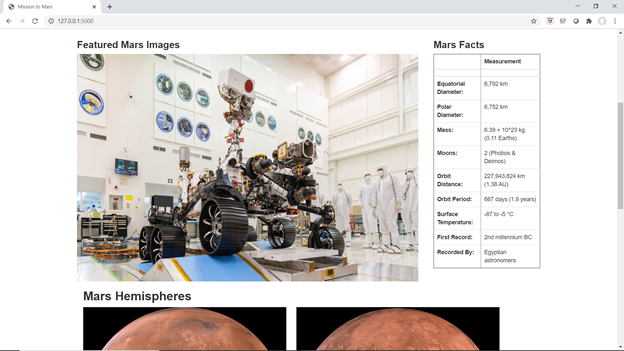 Mission to Mars
127.0.0.1:5000
Featured Mars Images
Mars Facts
Measurement
Equatorial
Diameter:
6,792 km
Polar
Diameter:
6,752 km
Mass:
6.39 × 10^23 kg
(0.11 Earths)
Moons:
2 (Phobos &
Deimos)
Orbit
Distance:
227,943,824 km
(1.38 AU)
Orbit Period:
687 days (1.9 years)
Surface
Temperature:
-87 to -5 °C
First Record:
2nd millennium BC
Recorded By:
Egyptian
astronomers
Mars Hemispheres